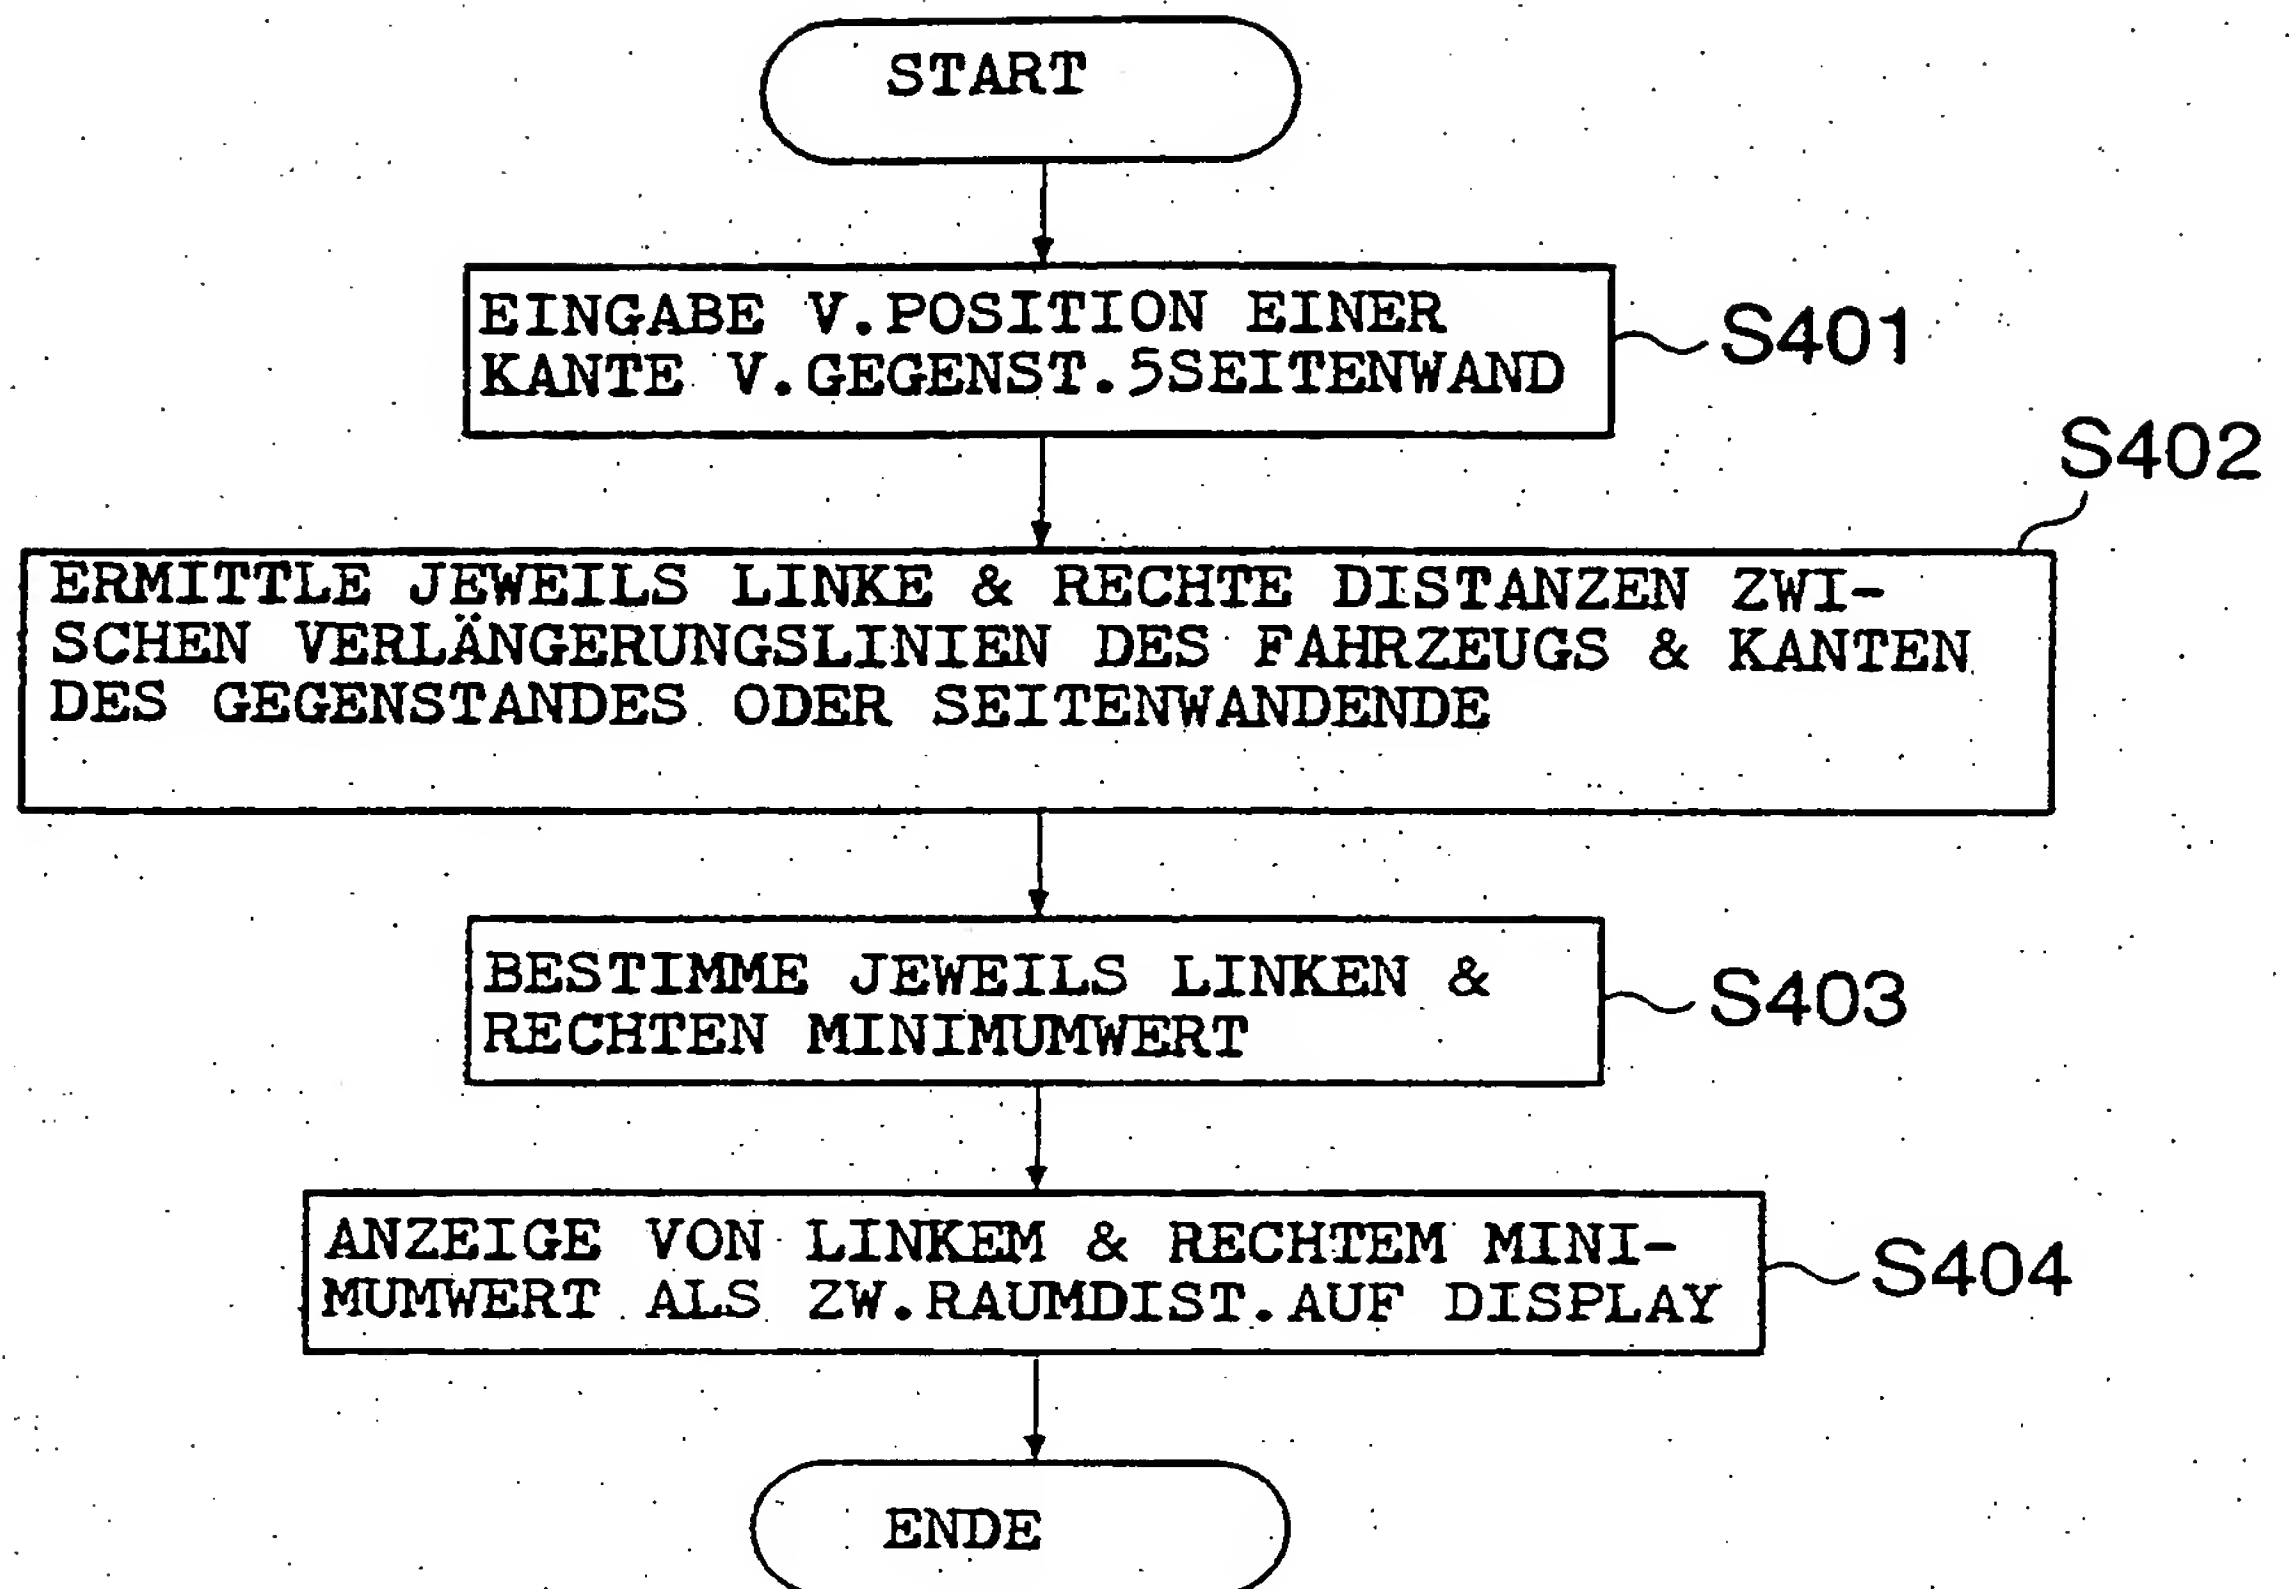 START
EINGABE V.POSITION EINER
KANTE V.GEGENST.5SEITENWAND
S401
S402
ERMITTLE JEWEILS LINKE & RECHTE DISTANZEN ZWI-
SCHEN VERLÄNGERUNGSLINIEN DES FAHRZEUGS & KANTEN
DES GEGENSTANDES ODER SEITENWANDENDE
BESTIMME JEWEILS LINKEN &
RECHTEN MINIMUMWERT
S403
ANZEIGE VON LINKEM & RECHTEM MINI-
MUMWERT ALS ZW.RAUMDIST.AUF DISPLAY
S404
ENDE